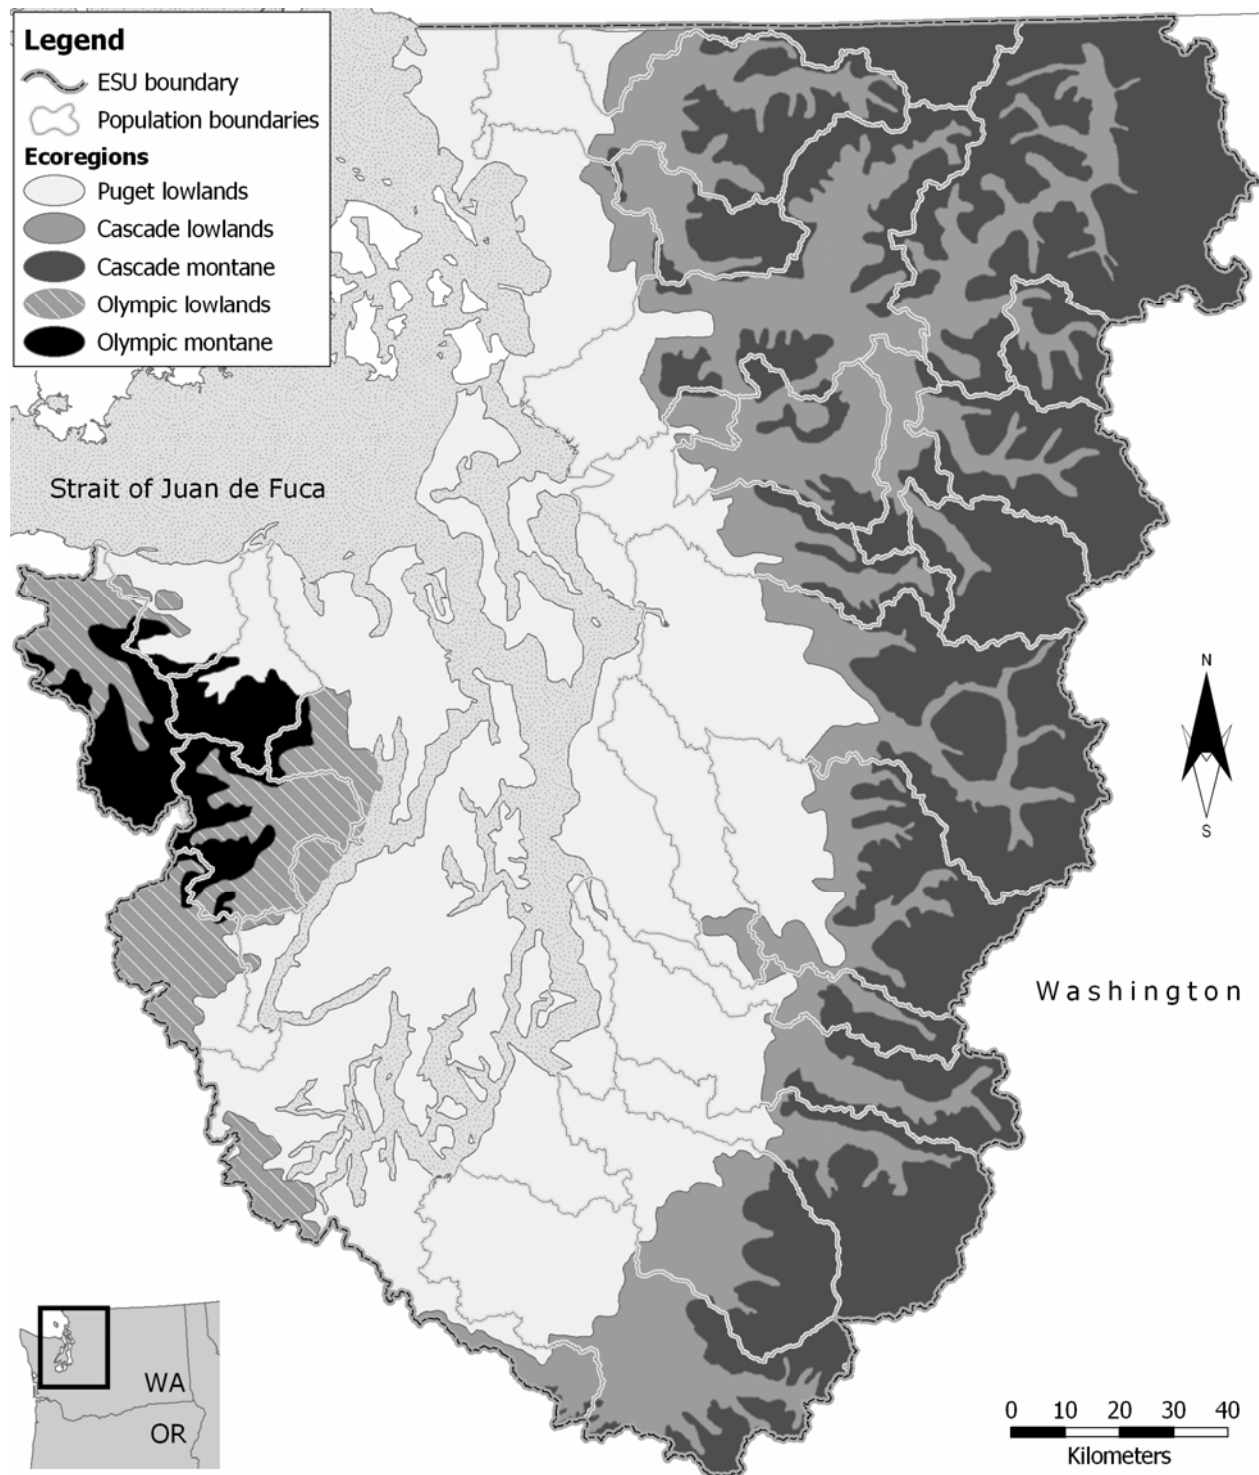 Legend
ESU boundary
Population boundaries
Ecoregions
Puget lowlands
Cascade lowlands
Cascade montane
Olympic lowlands
Olympic montane
Strait of Juan de Fuca
N
S
Washington
WA
OR
0 10 20 30 40
Kilometers